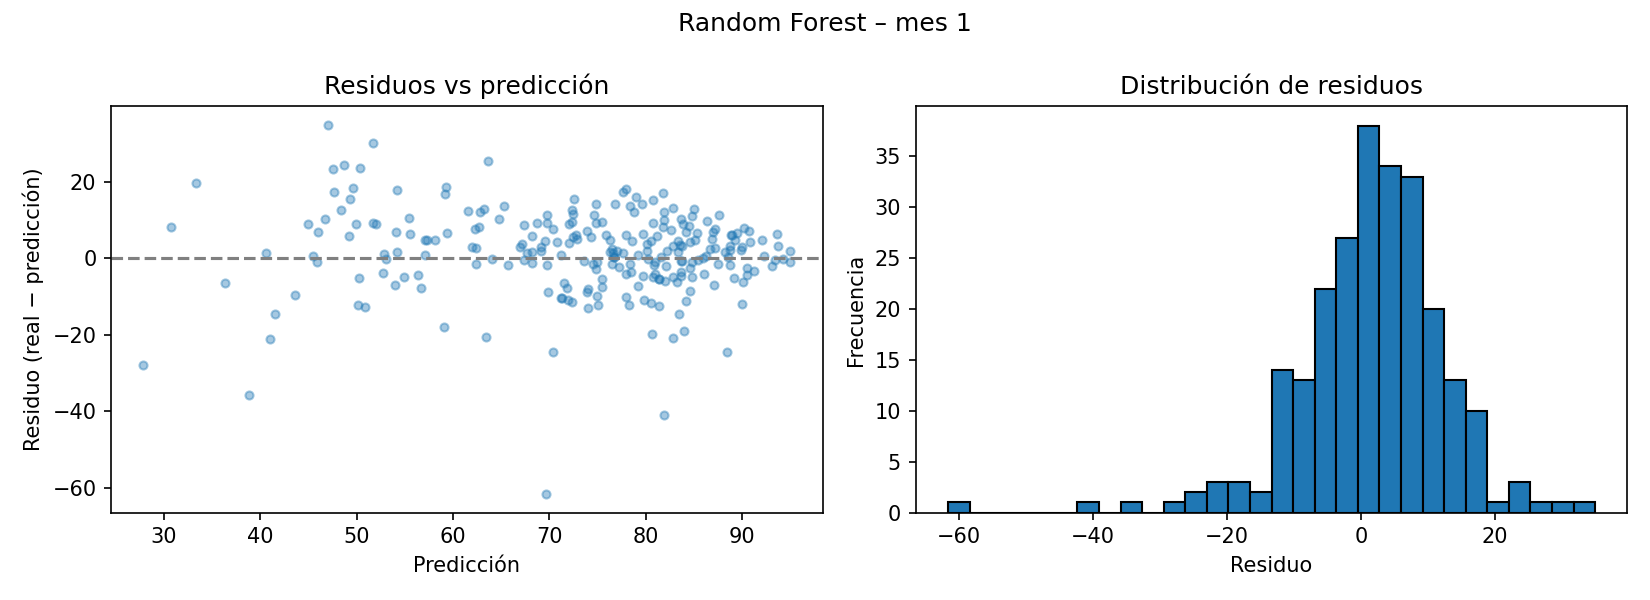 Random Forest – mes 1
Residuos vs predicción
Residuo (real − predicción)
20
0
−20
−40
−60
30 40 50 60 70 80 90
Predicción
Distribución de residuos
Frecuencia
35
30
25
20
15
10
5
0
−60 −40 −20 0 20
Residuo